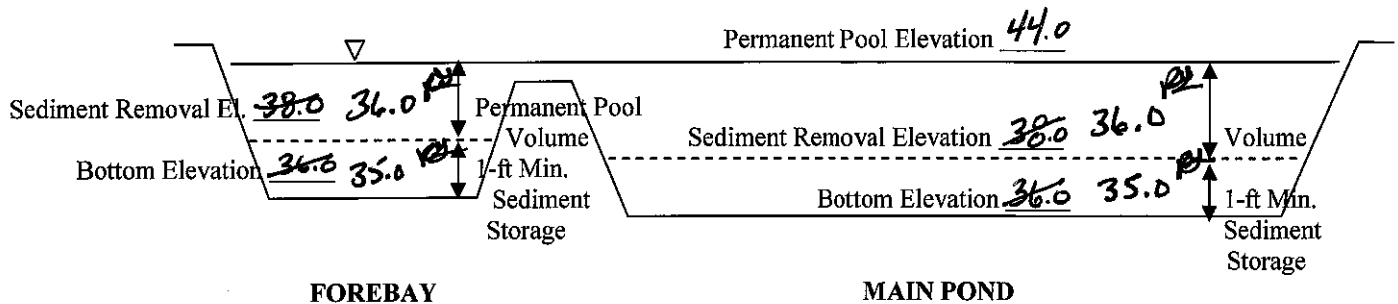 Permanent Pool Elevation 44.0
Sediment Removal El. 38.0 36.0
Permanent Pool
Volume
Bottom Elevation 36.0 35.0
1-ft Min.
Sediment
Storage
Sediment Removal Elevation 38.0 36.0
Volume
Bottom Elevation 36.0 35.0
1-ft Min.
Sediment
Storage
FOREBAY
MAIN POND